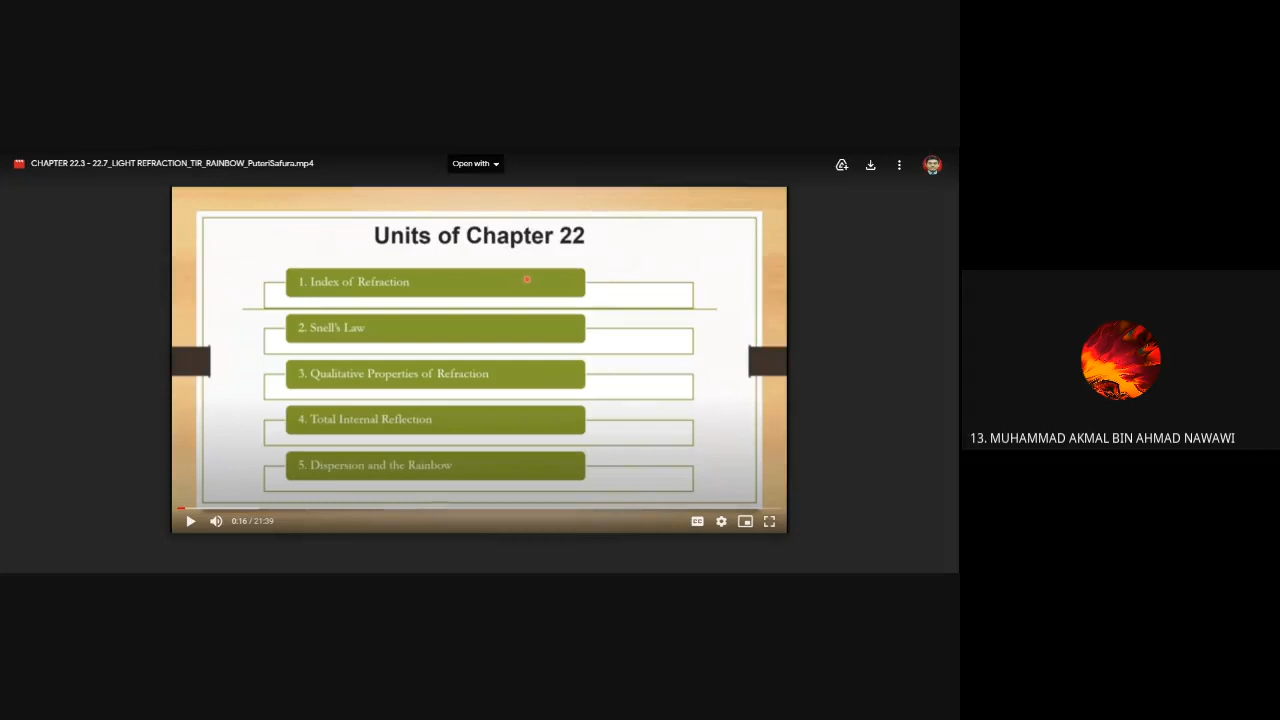 CHAPTER 22.3 - 22.7_LIGHT REFRACTION_TIR_RAINBOW_PuteriSafura.mp4
Open with
Units of Chapter 22
1. Index of Refraction
2. Snell's Law
3. Qualitative Properties of Refraction
4. Total Internal Reflection
5. Dispersion and the Rainbow
0:16 / 21:39
CC
13. MUHAMMAD AKMAL BIN AHMAD NAWAWI